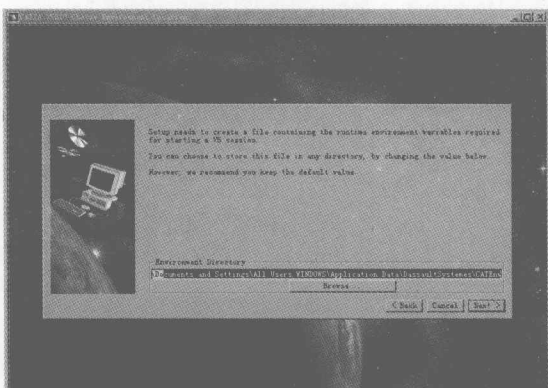 Setup needs to create a file containing the runtime environment variables required
for starting a V5 session.
You can choose to store this file in any directory, by changing the value below.
However, we recommend you keep the default value.
Environment Directory
Documents and Settings\All Users.WINDOWS\Application Data\DassaultSystemes\CATEnv
Browse
< Back
Cancel
Next >